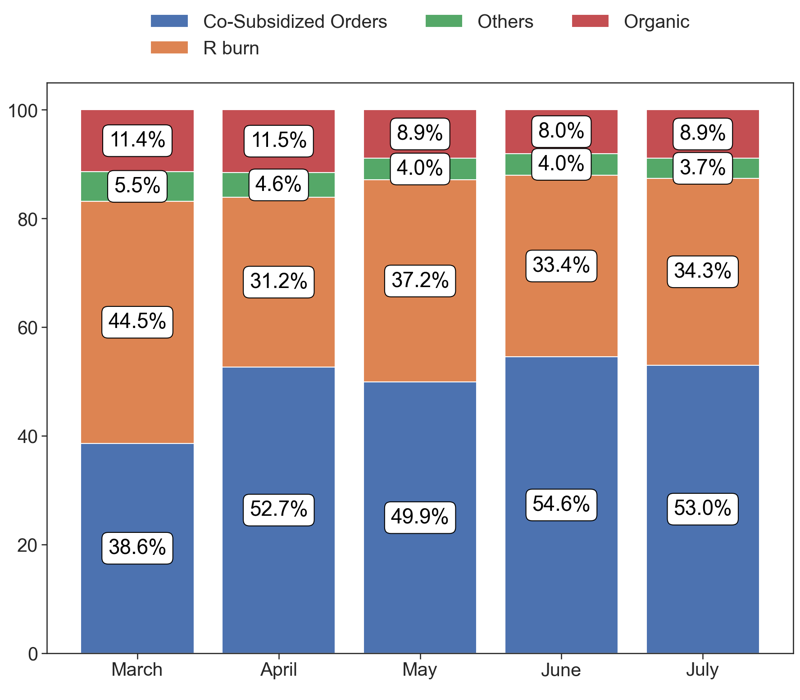 Co-Subsidized Orders Others Organic
R burn
100
80
60
40
20
0
11.4% 11.5% 8.9% 8.0% 8.9%
5.5% 4.6% 4.0% 4.0% 3.7%
44.5% 31.2% 37.2% 33.4% 34.3%
38.6% 52.7% 49.9% 54.6% 53.0%
March April May June July